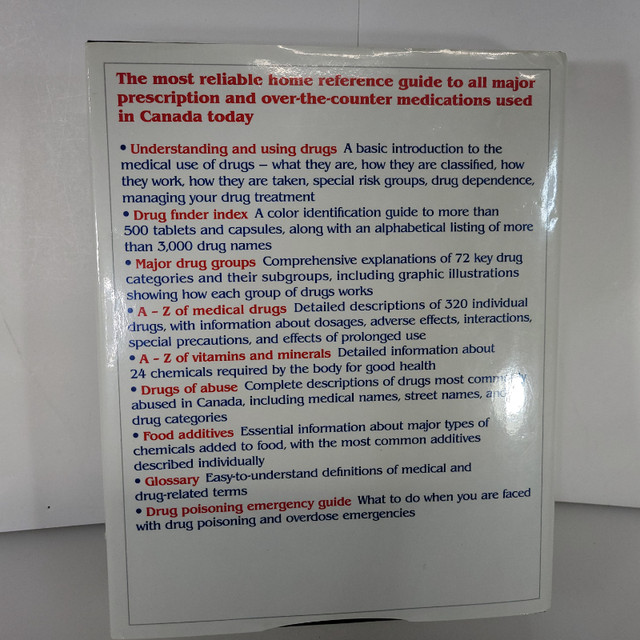 The most reliable home reference guide to all major
prescription and over-the-counter medications used
in Canada today
• Understanding and using drugs A basic introduction to the
medical use of drugs – what they are, how they are classified, how
they work, how they are taken, special risk groups, drug dependence,
managing your drug treatment
• Drug finder index A color identification guide to more than
500 tablets and capsules, along with an alphabetical listing of more
than 3,000 drug names
• Major drug groups Comprehensive explanations of 72 key drug
categories and their subgroups, including graphic illustrations
showing how each group of drugs works
• A – Z of medical drugs Detailed descriptions of 320 individual
drugs, with information about dosages, adverse effects, interactions,
special precautions, and effects of prolonged use
• A – Z of vitamins and minerals Detailed information about
24 chemicals required by the body for good health
• Drugs of abuse Complete descriptions of drugs most commonly
abused in Canada, including medical names, street names, and
drug categories
• Food additives Essential information about major types of
chemicals added to food, with the most common additives
described individually
• Glossary Easy-to-understand definitions of medical and
drug-related terms
• Drug poisoning emergency guide What to do when you are faced
with drug poisoning and overdose emergencies